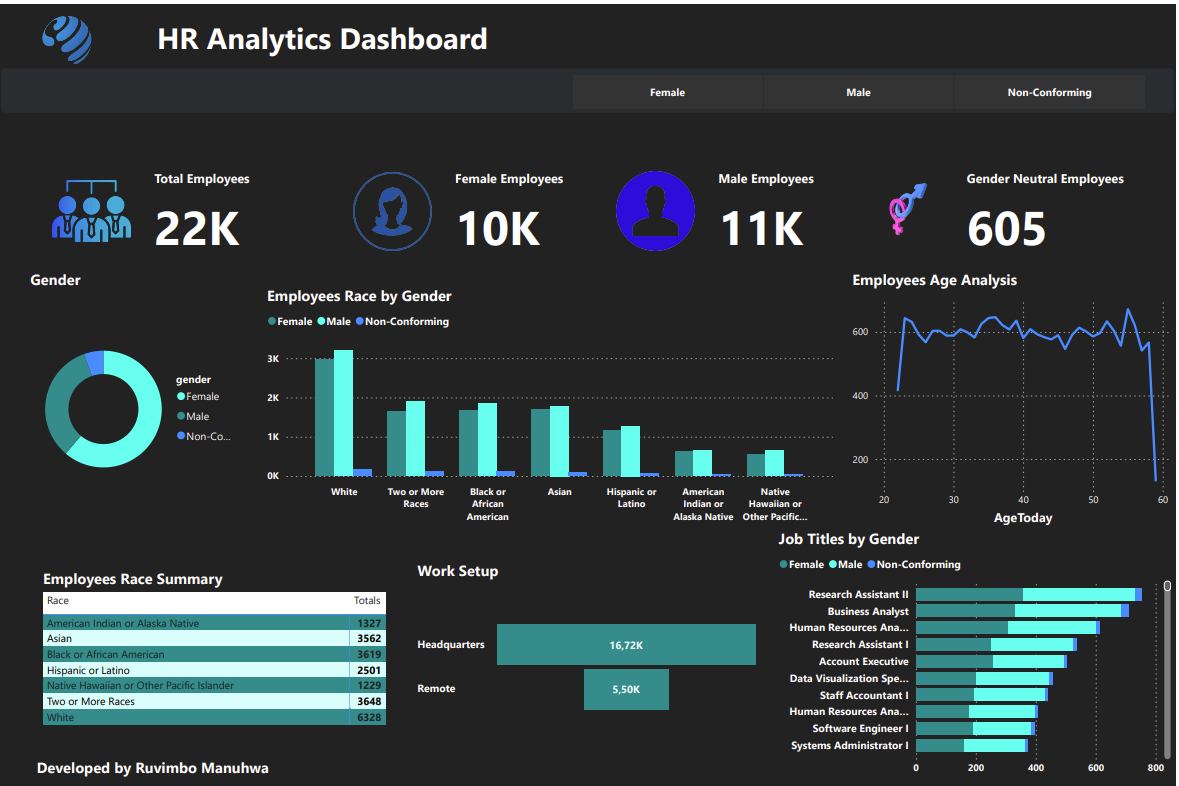 HR Analytics Dashboard
Female
Male
Non-Conforming
Total Employees
22K
Female Employees
10K
Male Employees
11K
Gender Neutral Employees
605
Gender
gender
Female
Male
Non-Co...
Employees Race by Gender
Female Male Non-Conforming
3K
2K
1K
0K
White
Two or More
Races
Black or
African
American
Asian
Hispanic or
Latino
American
Indian or
Alaska Native
Native
Hawaiian or
Other Pacific...
Employees Age Analysis
600
400
200
20 30 40 50 60
AgeToday
Employees Race Summary
Race Totals
American Indian or Alaska Native 1327
Asian 3562
Black or African American 3619
Hispanic or Latino 2501
Native Hawaiian or Other Pacific Islander 1229
Two or More Races 3648
White 6328
Work Setup
Headquarters 16,72K
Remote 5,50K
Job Titles by Gender
Female Male Non-Conforming
Research Assistant II
Business Analyst
Human Resources Ana...
Research Assistant I
Account Executive
Data Visualization Spe...
Staff Accountant I
Human Resources Ana...
Software Engineer I
Systems Administrator I
0 200 400 600 800
Developed by Ruvimbo Manuhwa